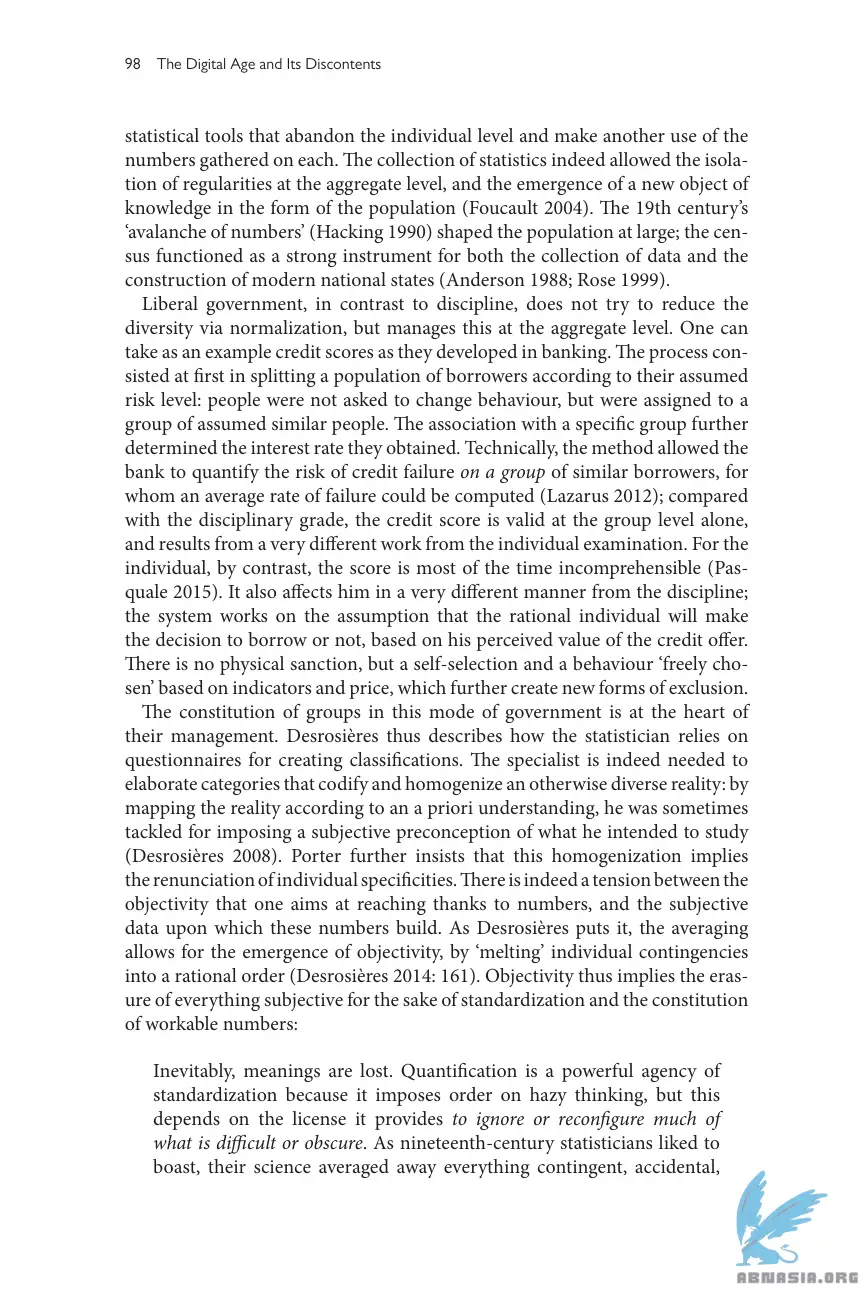 98 The Digital Age and Its Discontents
statistical tools that abandon the individual level and make another use of the
numbers gathered on each. The collection of statistics indeed allowed the isola-
tion of regularities at the aggregate level, and the emergence of a new object of
knowledge in the form of the population (Foucault 2004). The 19th century’s
‘avalanche of numbers’ (Hacking 1990) shaped the population at large; the cen-
sus functioned as a strong instrument for both the collection of data and the
construction of modern national states (Anderson 1988; Rose 1999).
Liberal government, in contrast to discipline, does not try to reduce the
diversity via normalization, but manages this at the aggregate level. One can
take as an example credit scores as they developed in banking. The process con-
sisted at first in splitting a population of borrowers according to their assumed
risk level: people were not asked to change behaviour, but were assigned to a
group of assumed similar people. The association with a specific group further
determined the interest rate they obtained. Technically, the method allowed the
bank to quantify the risk of credit failure on a group of similar borrowers, for
whom an average rate of failure could be computed (Lazarus 2012); compared
with the disciplinary grade, the credit score is valid at the group level alone,
and results from a very different work from the individual examination. For the
individual, by contrast, the score is most of the time incomprehensible (Pas-
quale 2015). It also affects him in a very different manner from the discipline;
the system works on the assumption that the rational individual will make
the decision to borrow or not, based on his perceived value of the credit offer.
There is no physical sanction, but a self-selection and a behaviour ‘freely cho-
sen’ based on indicators and price, which further create new forms of exclusion.
The constitution of groups in this mode of government is at the heart of
their management. Desrosières thus describes how the statistician relies on
questionnaires for creating classifications. The specialist is indeed needed to
elaborate categories that codify and homogenize an otherwise diverse reality: by
mapping the reality according to an a priori understanding, he was sometimes
tackled for imposing a subjective preconception of what he intended to study
(Desrosières 2008). Porter further insists that this homogenization implies
the renunciation of individual specificities. There is indeed a tension between the
objectivity that one aims at reaching thanks to numbers, and the subjective
data upon which these numbers build. As Desrosières puts it, the averaging
allows for the emergence of objectivity, by ‘melting’ individual contingencies
into a rational order (Desrosières 2014: 161). Objectivity thus implies the eras-
ure of everything subjective for the sake of standardization and the constitution
of workable numbers:
Inevitably, meanings are lost. Quantification is a powerful agency of
standardization because it imposes order on hazy thinking, but this
depends on the license it provides to ignore or reconfigure much of
what is difficult or obscure. As nineteenth-century statisticians liked to
boast, their science averaged away everything contingent, accidental,
ABNASIA.ORG